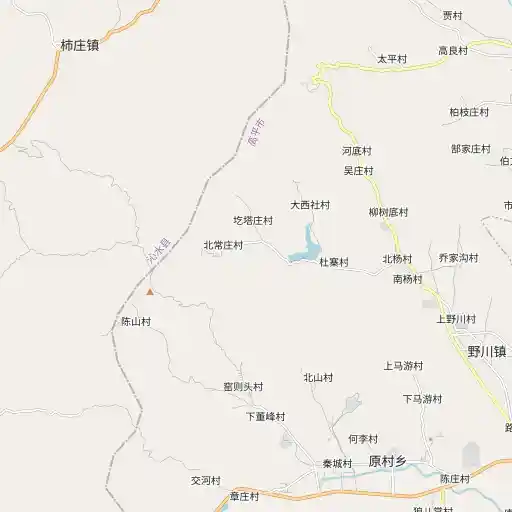 贾村
柿庄镇
高良村
太平村
柏枝庄村
高平市
河底村
郜家庄村
吴庄村
大西社村
市
柳树底村
圪塔庄村
沁水县
北常庄村
杜寨村
北杨村
乔家沟村
南杨村
陈山村
上野川村
野川镇
上马游村
北山村
窑则头村
下马游村
下董峰村
路
何李村
秦城村
原村乡
交河村
陈庄村
章庄村